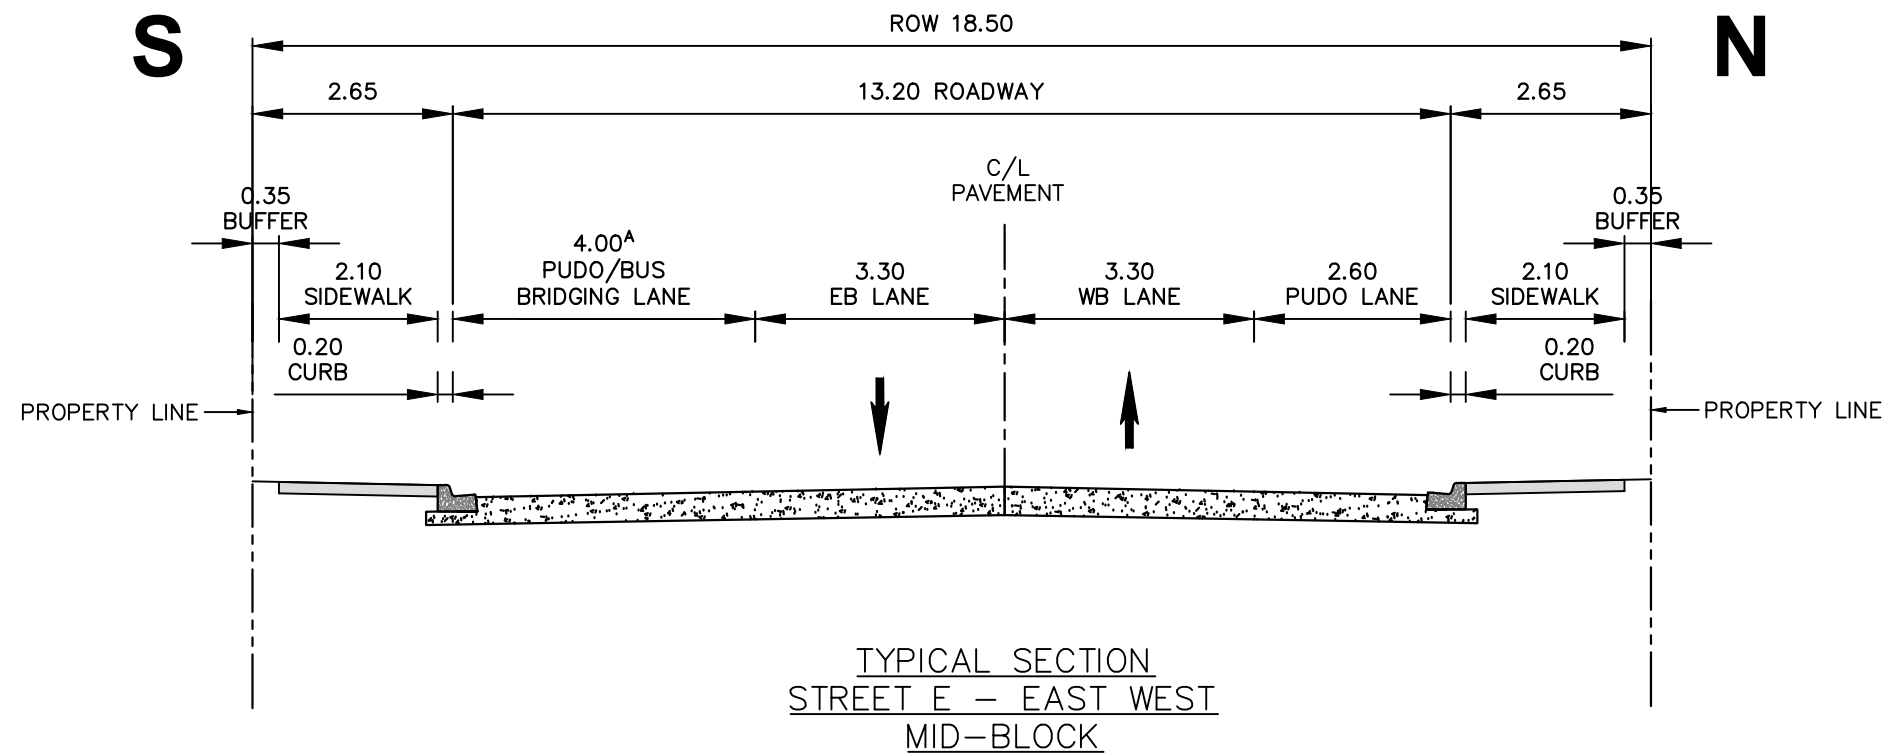 S
N
ROW 18.50
2.65
13.20 ROADWAY
2.65
C/L
PAVEMENT
0.35
BUFFER
0.35
BUFFER
4.00ᴬ
PUDO/BUS
BRIDGING LANE
2.10
SIDEWALK
3.30
EB LANE
3.30
WB LANE
2.60
PUDO LANE
2.10
SIDEWALK
0.20
CURB
0.20
CURB
PROPERTY LINE
PROPERTY LINE
TYPICAL SECTION
STREET E – EAST WEST
MID–BLOCK